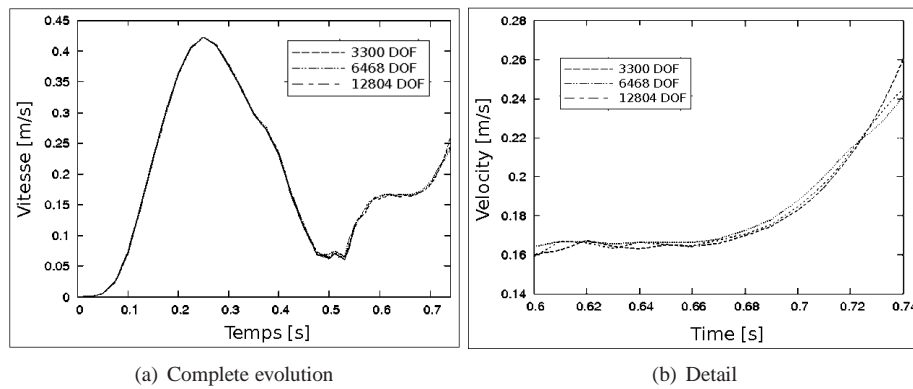 0.45
0.4
0.35
0.3
0.25
0.2
0.15
0.1
0.05
0
Vitesse [m/s]
3300 DOF
6468 DOF
12804 DOF
0 0.1 0.2 0.3 0.4 0.5 0.6 0.7
Temps [s]
(a) Complete evolution
0.28
0.26
0.24
0.22
0.2
0.18
0.16
0.14
Velocity [m/s]
3300 DOF
6468 DOF
12804 DOF
0.6 0.62 0.64 0.66 0.68 0.7 0.72 0.74
Time [s]
(b) Detail